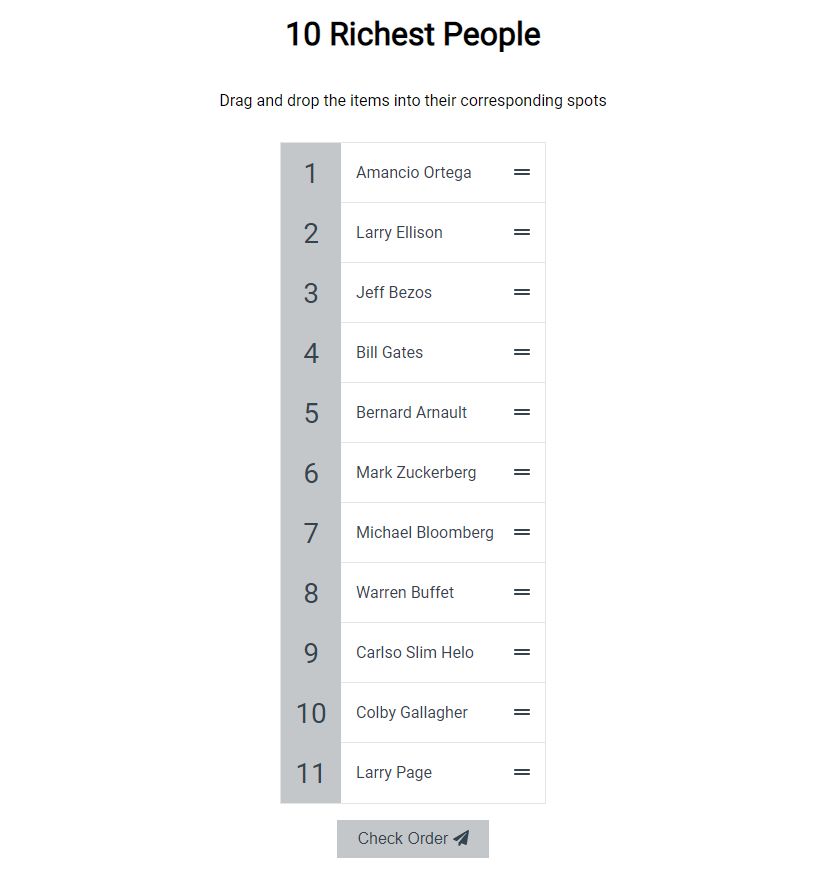 10 Richest People
Drag and drop the items into their corresponding spots
1 Amancio Ortega
2 Larry Ellison
3 Jeff Bezos
4 Bill Gates
5 Bernard Arnault
6 Mark Zuckerberg
7 Michael Bloomberg
8 Warren Buffet
9 Carlso Slim Helo
10 Colby Gallagher
11 Larry Page
Check Order